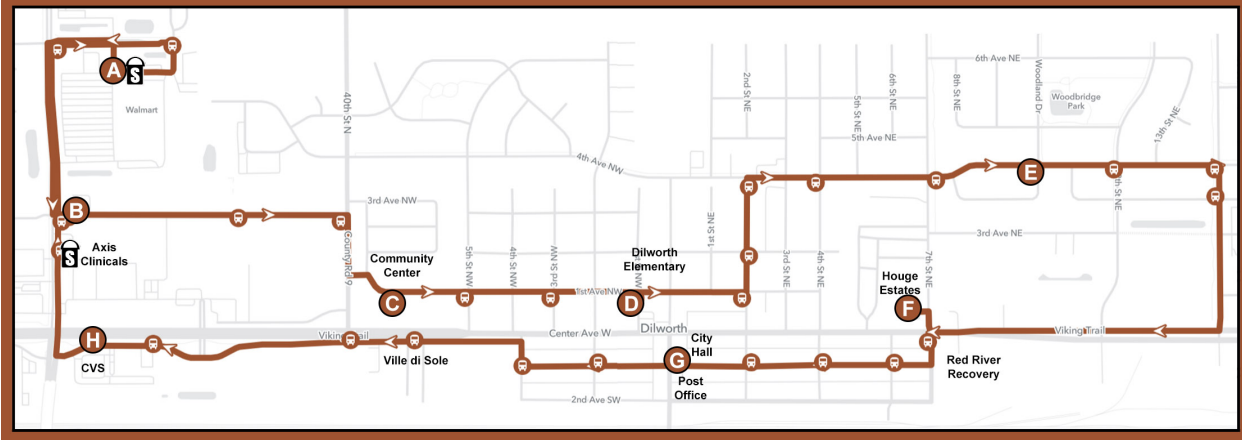 A
S
Walmart
40th St N
2nd St NE
5th St NE
6th St NE
8th St NE
6th Ave NE
Woodland Dr
Woodbridge
Park
13th St NE
5th Ave NE
4th Ave NW
E
B
3rd Ave NW
S
Axis
Clinicals
Community
Center
C
5th St NW
4th St NW
3rd St NW
Dilworth
Elementary
1st Ave NW
D
1st St NE
3rd St NE
4th St NE
7th St NE
3rd Ave NE
Houge
Estates
F
H
CVS
Viking Trail
Ville di Sole
Center Ave W
Dilworth
City
Hall
G
Post
Office
2nd Ave SW
Viking Trail
Red River
Recovery